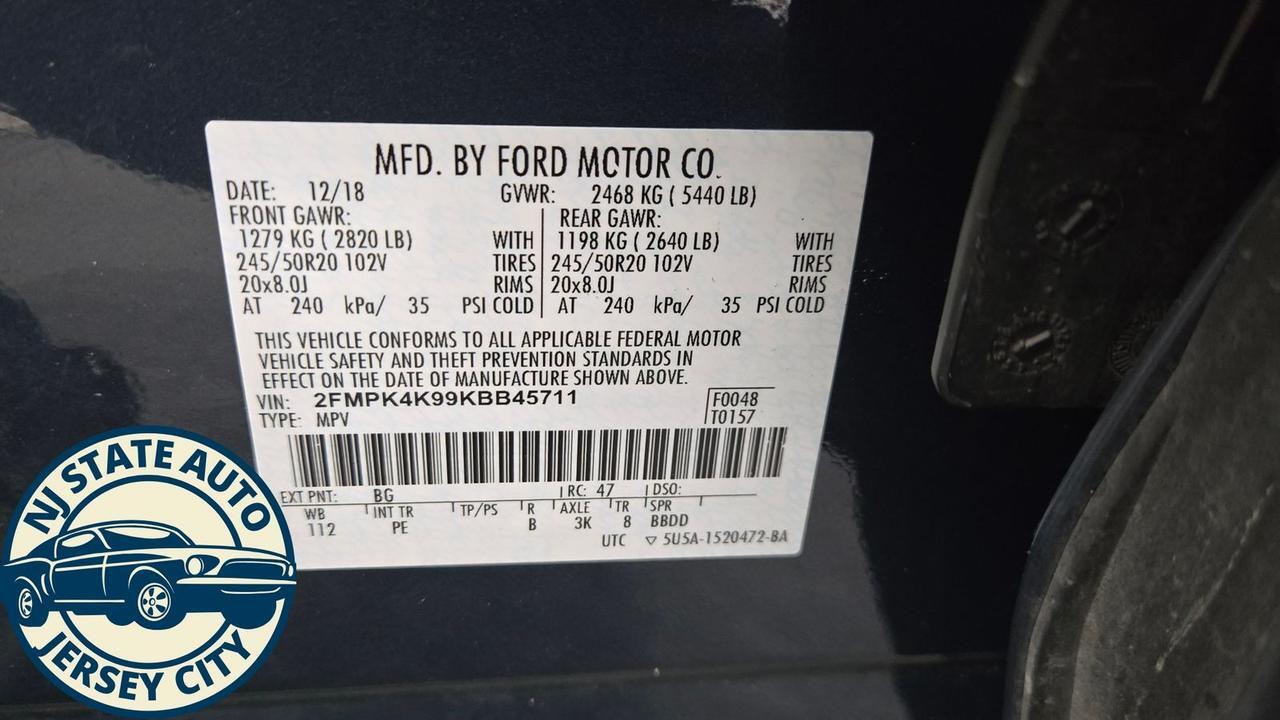 MFD. BY FORD MOTOR CO.
DATE: 12/18 GVWR: 2468 KG ( 5440 LB)
FRONT GAWR: REAR GAWR:
1279 KG ( 2820 LB) WITH 1198 KG ( 2640 LB) WITH
245/50R20 102V TIRES 245/50R20 102V TIRES
20x8.0J RIMS 20x8.0J RIMS
AT 240 kPa/ 35 PSI COLD AT 240 kPa/ 35 PSI COLD
THIS VEHICLE CONFORMS TO ALL APPLICABLE FEDERAL MOTOR
VEHICLE SAFETY AND THEFT PREVENTION STANDARDS IN
EFFECT ON THE DATE OF MANUFACTURE SHOWN ABOVE.
VIN: 2FMPK4K99KBB45711 F0048
TYPE: MPV T0157
EXT PNT: BG RC: 47 DSO:
WB INT TR TP/PS R AXLE TR SPR
112 PE B 3K 8 BBDD
UTC ▽ 5U5A-1520472-BA
NJ STATE AUTO
JERSEY CITY